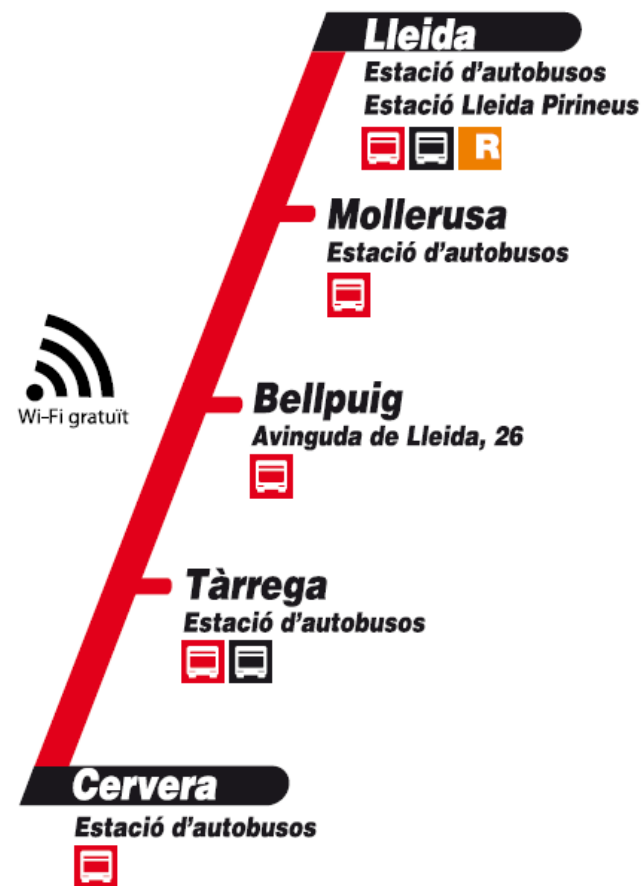 Lleida
Estació d'autobusos
Estació Lleida Pirineus
R
Mollerusa
Estació d'autobusos
Wi-Fi gratuït
Bellpuig
Avinguda de Lleida, 26
Tàrrega
Estació d'autobusos
Cervera
Estació d'autobusos